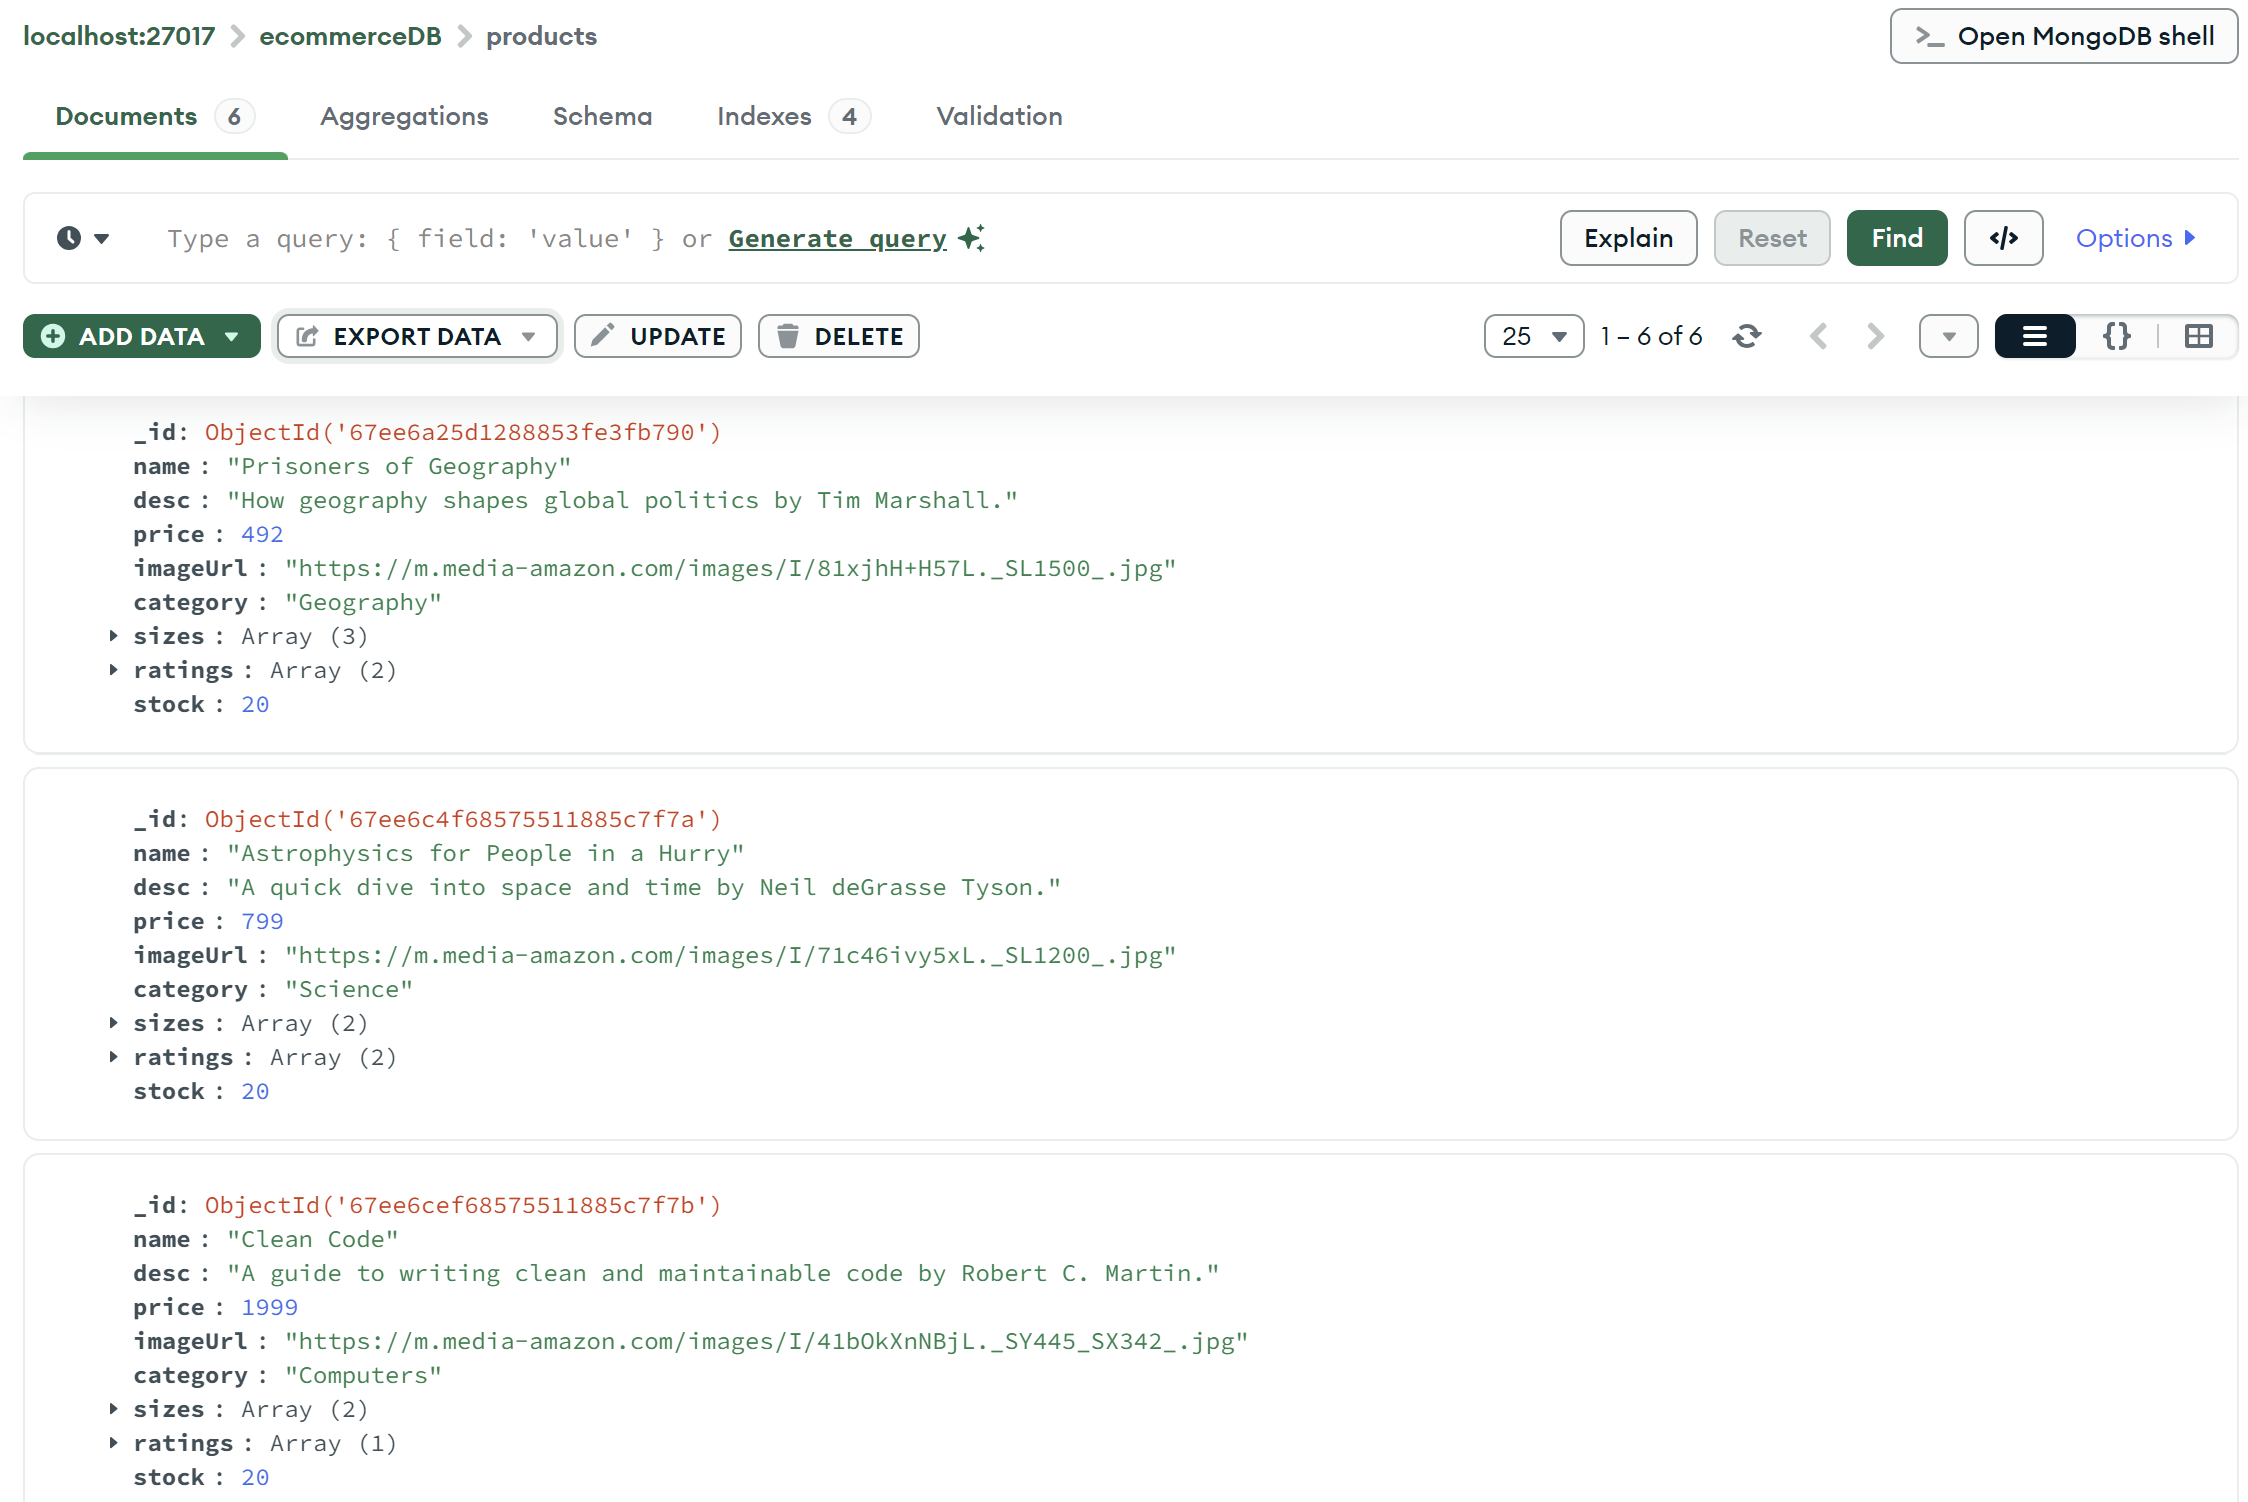 localhost:27017 > ecommerceDB > products
>_ Open MongoDB shell
Documents 6 Aggregations Schema Indexes 4 Validation
Type a query: { field: 'value' } or Generate query
Explain Reset Find </> Options
ADD DATA EXPORT DATA UPDATE DELETE 25 1 – 6 of 6 {}
_id: ObjectId('67ee6a25d1288853fe3fb790')
name : "Prisoners of Geography"
desc : "How geography shapes global politics by Tim Marshall."
price : 492
imageUrl : "https://m.media-amazon.com/images/I/81xjhH+H57L._SL1500_.jpg"
category : "Geography"
sizes : Array (3)
ratings : Array (2)
stock : 20
_id: ObjectId('67ee6c4f68575511885c7f7a')
name : "Astrophysics for People in a Hurry"
desc : "A quick dive into space and time by Neil deGrasse Tyson."
price : 799
imageUrl : "https://m.media-amazon.com/images/I/71c46ivy5xL._SL1200_.jpg"
category : "Science"
sizes : Array (2)
ratings : Array (2)
stock : 20
_id: ObjectId('67ee6cef68575511885c7f7b')
name : "Clean Code"
desc : "A guide to writing clean and maintainable code by Robert C. Martin."
price : 1999
imageUrl : "https://m.media-amazon.com/images/I/41bOkXnNBjL._SY445_SX342_.jpg"
category : "Computers"
sizes : Array (2)
ratings : Array (1)
stock : 20